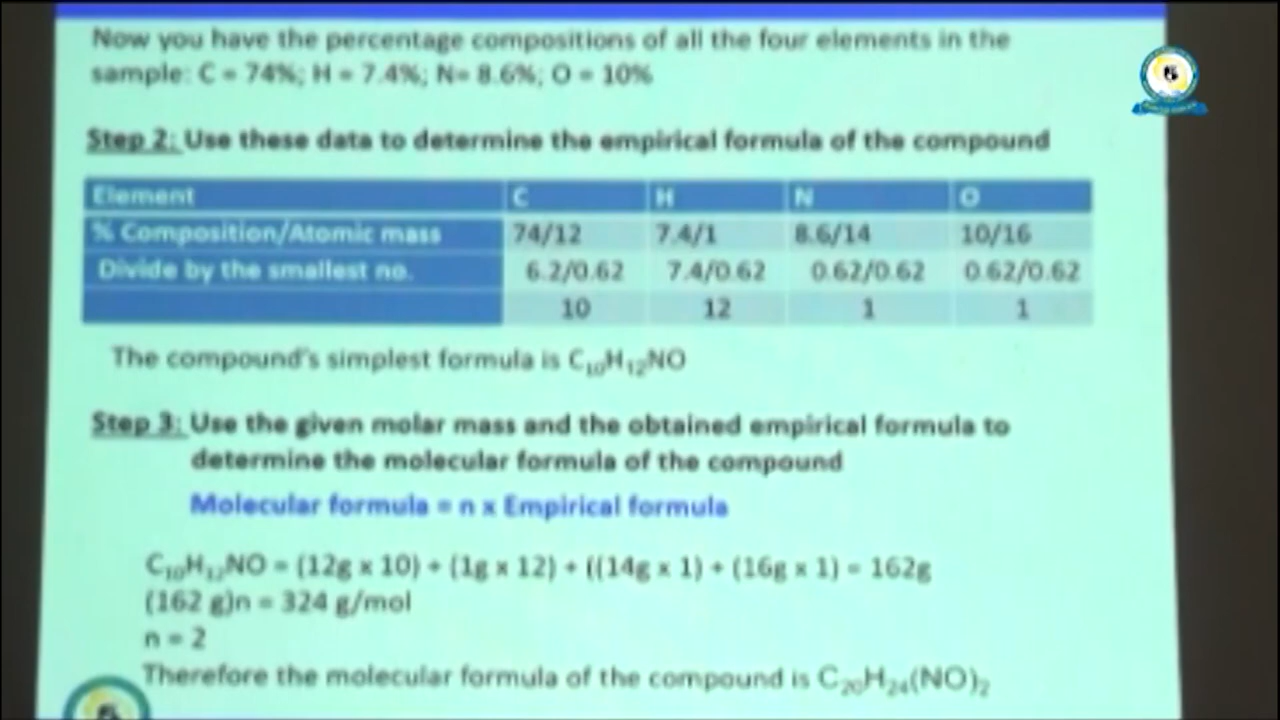 Now you have the percentage compositions of all the four elements in the
sample: C = 74%; H = 7.4%; N= 8.6%; O = 10%
Step 2: Use these data to determine the empirical formula of the compound
Element C H N O
% Composition/Atomic mass 74/12 7.4/1 8.6/14 10/16
Divide by the smallest no. 6.2/0.62 7.4/0.62 0.62/0.62 0.62/0.62
10 12 1 1
The compound's simplest formula is C₁₀H₁₂NO
Step 3: Use the given molar mass and the obtained empirical formula to
determine the molecular formula of the compound
Molecular formula = n x Empirical formula
C₁₀H₁₂NO = (12g x 10) + (1g x 12) + ((14g x 1) + (16g x 1) = 162g
(162 g)n = 324 g/mol
n = 2
Therefore the molecular formula of the compound is C₂₀H₂₄(NO)₂